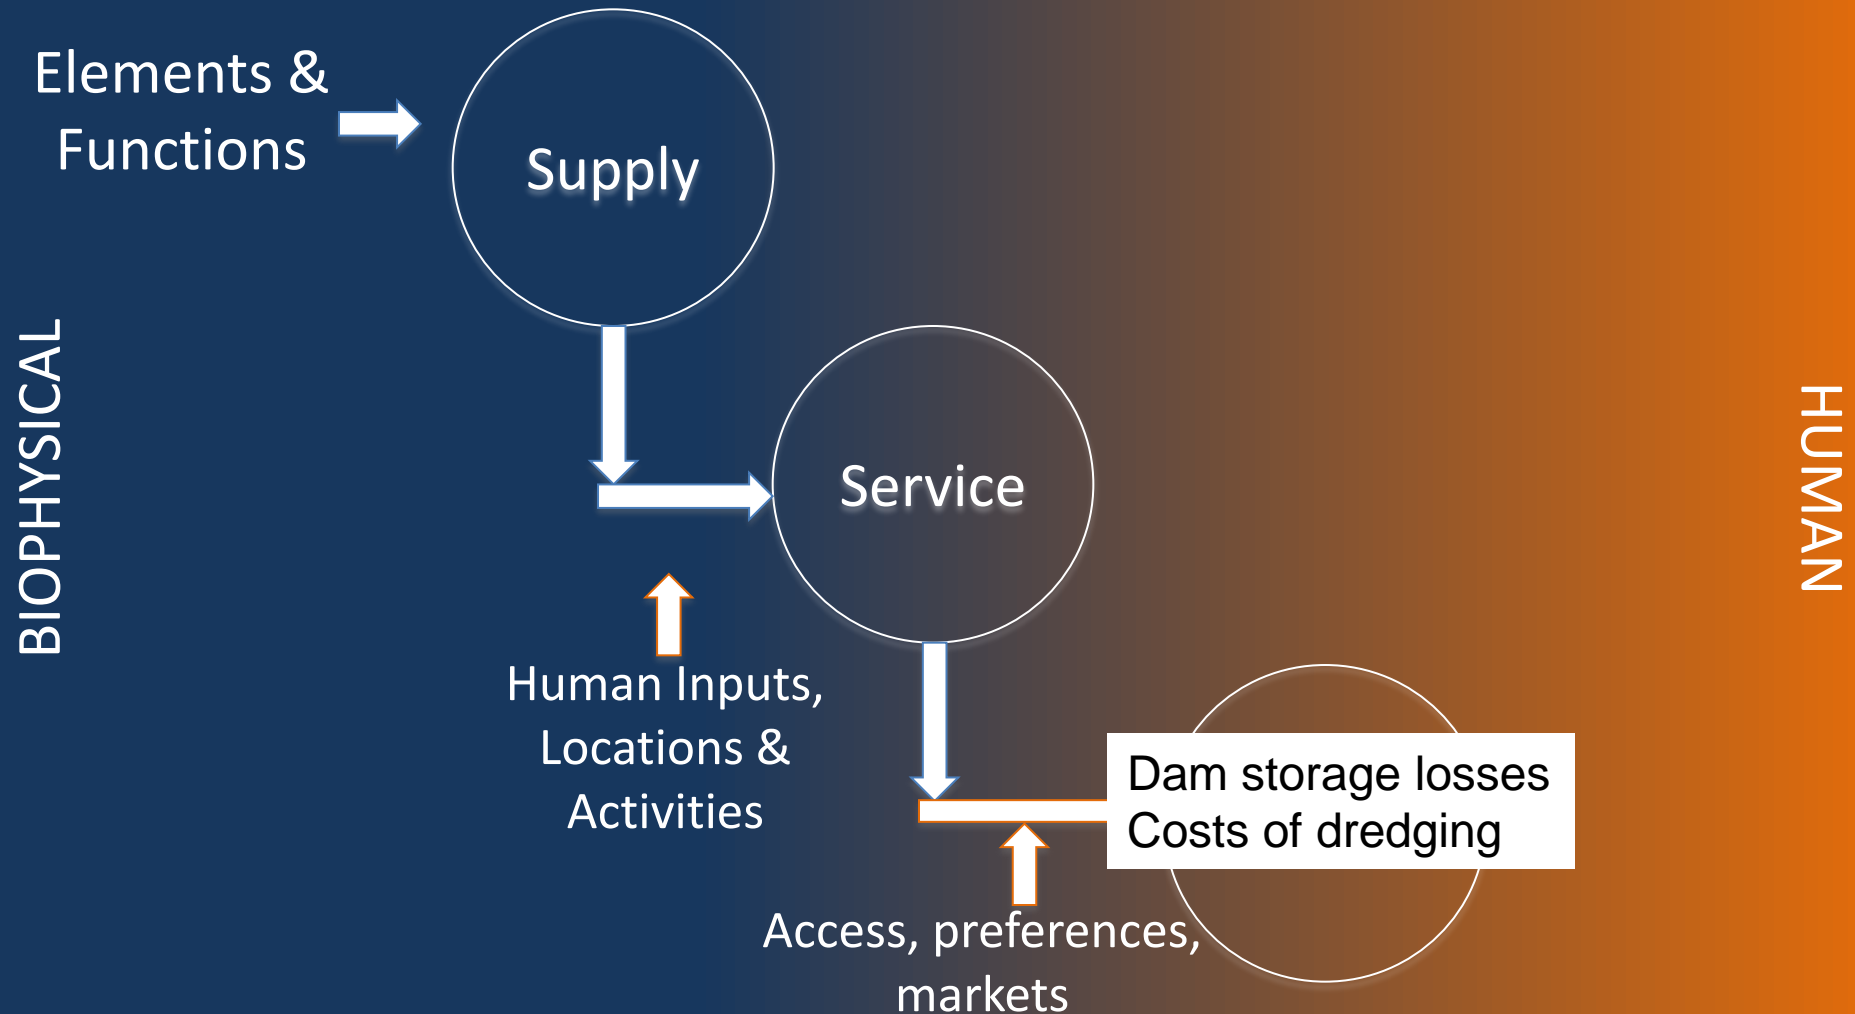 Elements &
Functions
Supply
BIOPHYSICAL
Service
HUMAN
Human Inputs,
Locations &
Activities
Dam storage losses
Costs of dredging
Access, preferences,
markets